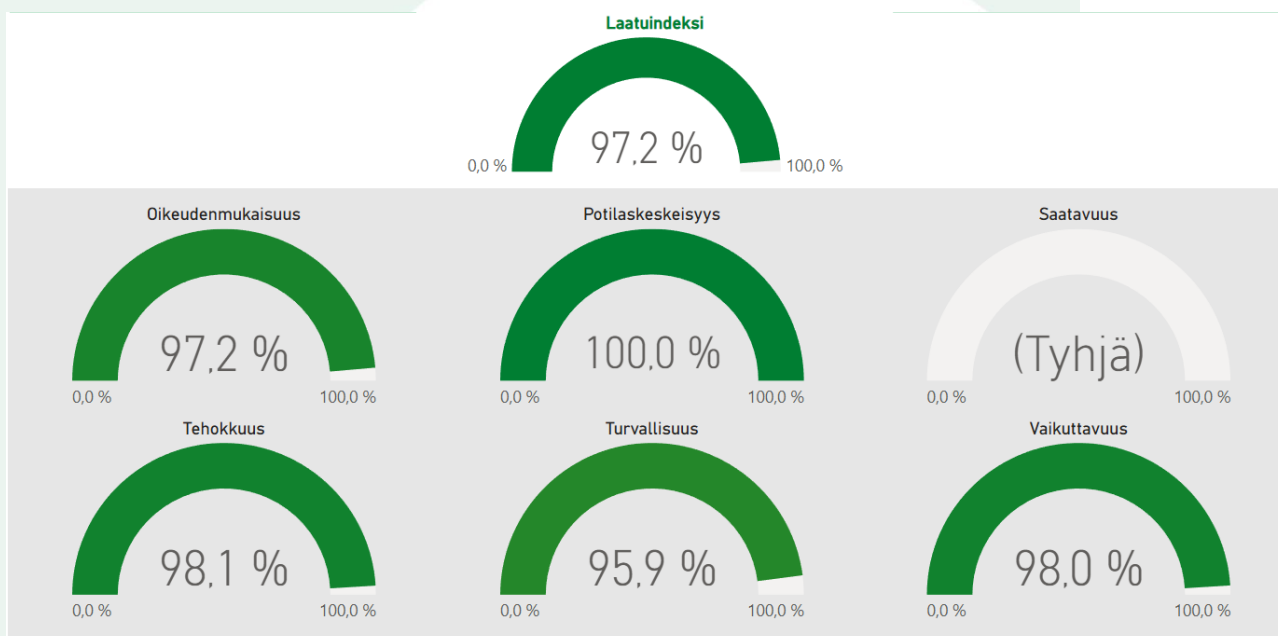 Laatuindeksi
97,2 %
0,0 % 100,0 %
Oikeudenmukaisuus Potilaskeskeisyys Saatavuus
97,2 % 100,0 % (Tyhjä)
0,0 % 100,0 % 0,0 % 100,0 % 0,0 % 100,0 %
Tehokkuus Turvallisuus Vaikuttavuus
98,1 % 95,9 % 98,0 %
0,0 % 100,0 % 0,0 % 100,0 % 0,0 % 100,0 %